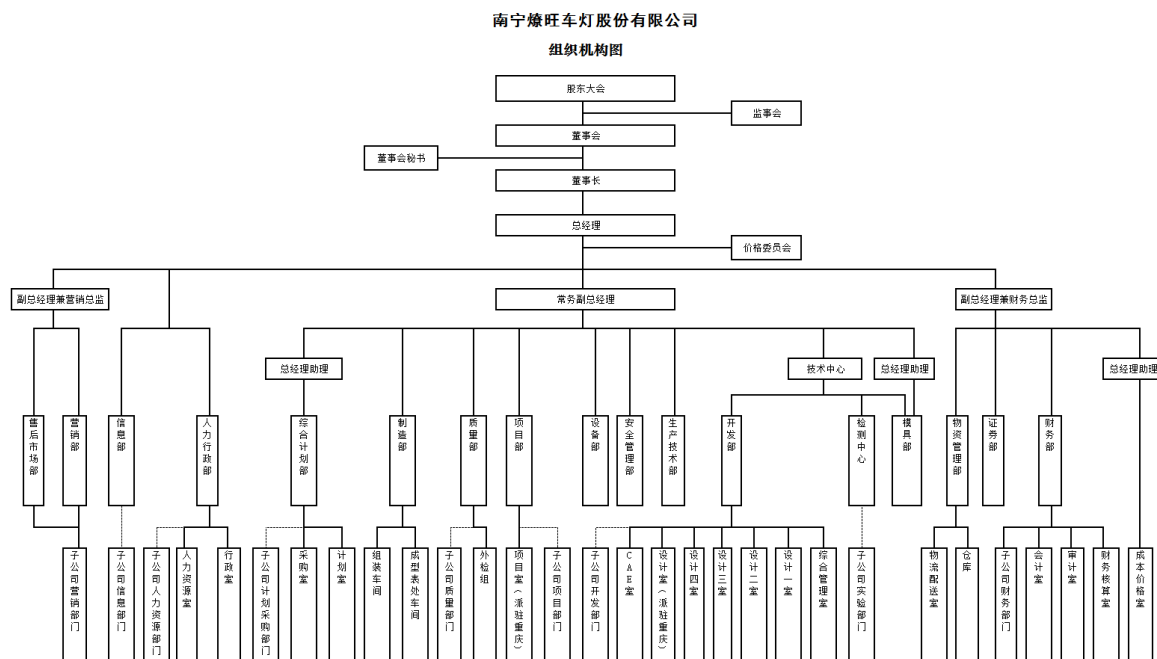 南宁燎旺车灯股份有限公司
组织机构图
股东大会
监事会
董事会
董事会秘书
董事长
总经理
价格委员会
副总经理兼营销总监
常务副总经理
副总经理兼财务总监
总经理助理
技术中心
总经理助理
总经理助理
售后市场部
营销部
信息部
人力行政部
综合计划部
制造部
质量部
项目部
设备部
安全管理部
生产技术部
开发部
检测中心
模具部
物资管理部
证券部
财务部
子公司营销部门
子公司信息部门
子公司人力资源部门
人力资源室
行政室
子公司计划采购部门
采购室
计划室
组装车间
成型表处车间
子公司质量部门
外检组
项目室（派驻重庆）
子公司项目部门
子公司开发部门
CAE室
设计室（派驻重庆）
设计四室
设计三室
设计二室
设计一室
综合管理室
子公司实验部门
物流配送室
仓库
子公司财务部门
会计室
审计室
财务核算室
成本价格室